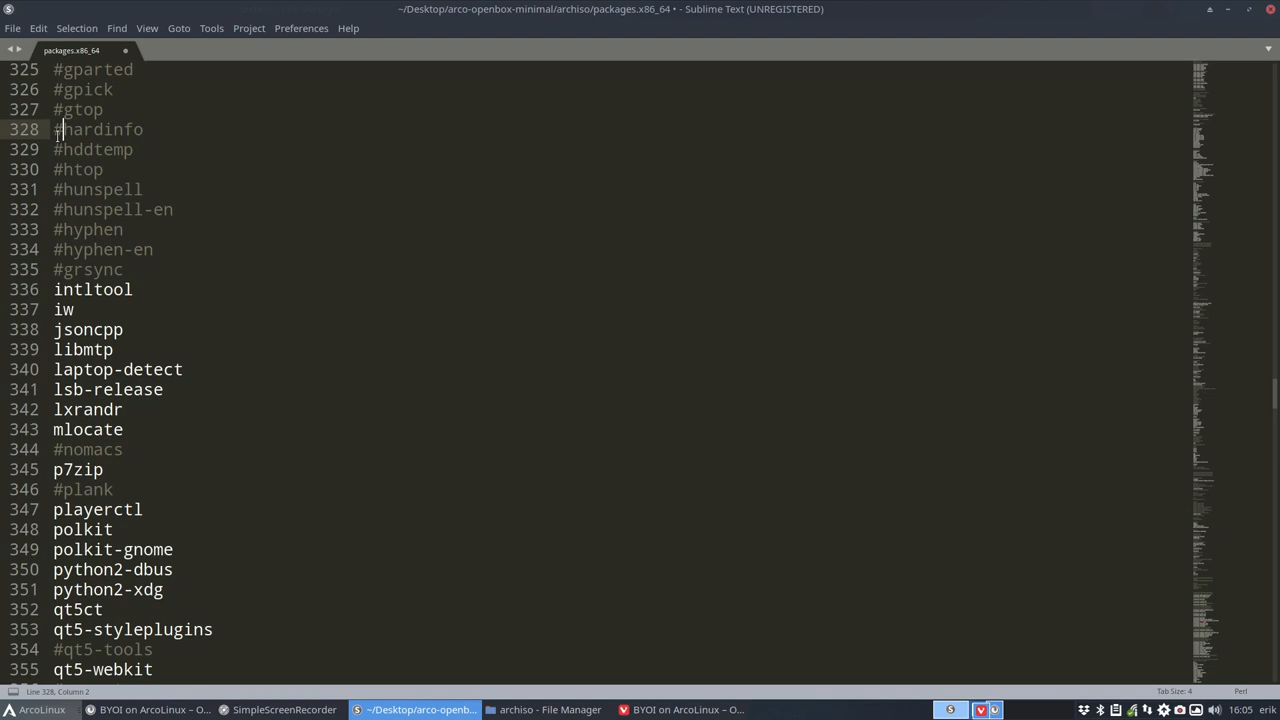 ~/Desktop/arco-openbox-minimal/archiso/packages.x86_64 • - Sublime Text (UNREGISTERED)
File Edit Selection Find View Goto Tools Project Preferences Help
packages.x86_64
325 #gparted
326 #gpick
327 #gtop
328 #hardinfo
329 #hddtemp
330 #htop
331 #hunspell
332 #hunspell-en
333 #hyphen
334 #hyphen-en
335 #grsync
336 intltool
337 iw
338 jsoncpp
339 libmtp
340 laptop-detect
341 lsb-release
342 lxrandr
343 mlocate
344 #nomacs
345 p7zip
346 #plank
347 playerctl
348 polkit
349 polkit-gnome
350 python2-dbus
351 python2-xdg
352 qt5ct
353 qt5-styleplugins
354 #qt5-tools
355 qt5-webkit
Line 328, Column 2 Tab Size: 4 Perl
ArcoLinux BYOI on ArcoLinux – O... SimpleScreenRecorder ~/Desktop/arco-openb... archiso - File Manager BYOI on ArcoLinux – O... 16:05 erik